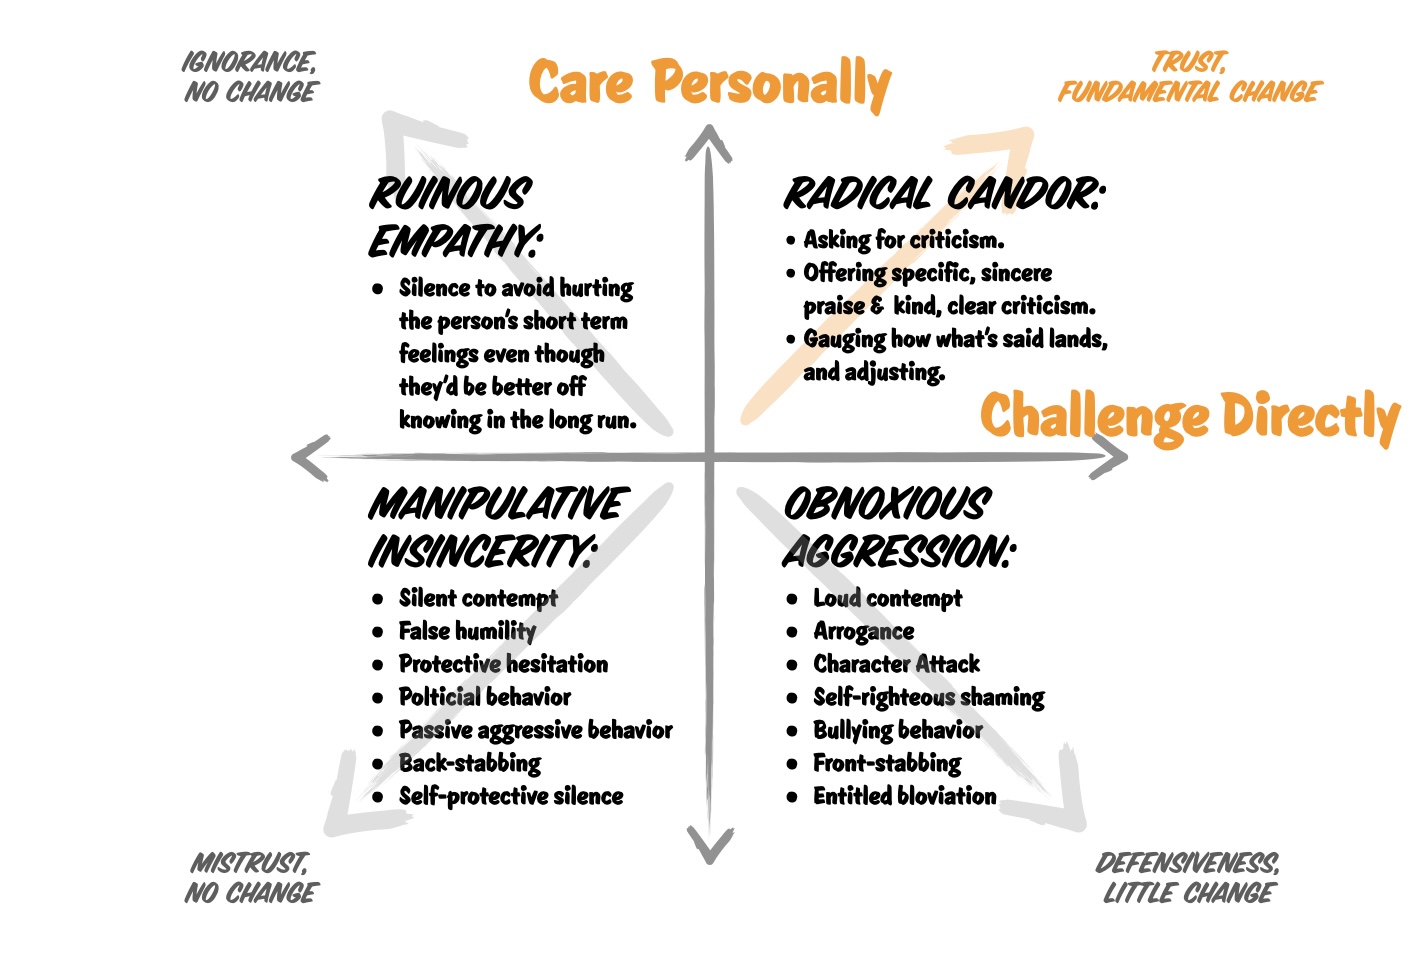 IGNORANCE,
NO CHANGE
Care Personally
TRUST,
FUNDAMENTAL CHANGE
RUINOUS
EMPATHY:
• Silence to avoid hurting
the person's short term
feelings even though
they'd be better off
knowing in the long run.
RADICAL CANDOR:
• Asking for criticism.
• Offering specific, sincere
praise & kind, clear criticism.
• Gauging how what's said lands,
and adjusting.
Challenge Directly
MANIPULATIVE
INSINCERITY:
• Silent contempt
• False humility
• Protective hesitation
• Polticial behavior
• Passive aggressive behavior
• Back-stabbing
• Self-protective silence
OBNOXIOUS
AGGRESSION:
• Loud contempt
• Arrogance
• Character Attack
• Self-righteous shaming
• Bullying behavior
• Front-stabbing
• Entitled bloviation
MISTRUST,
NO CHANGE
DEFENSIVENESS,
LITTLE CHANGE